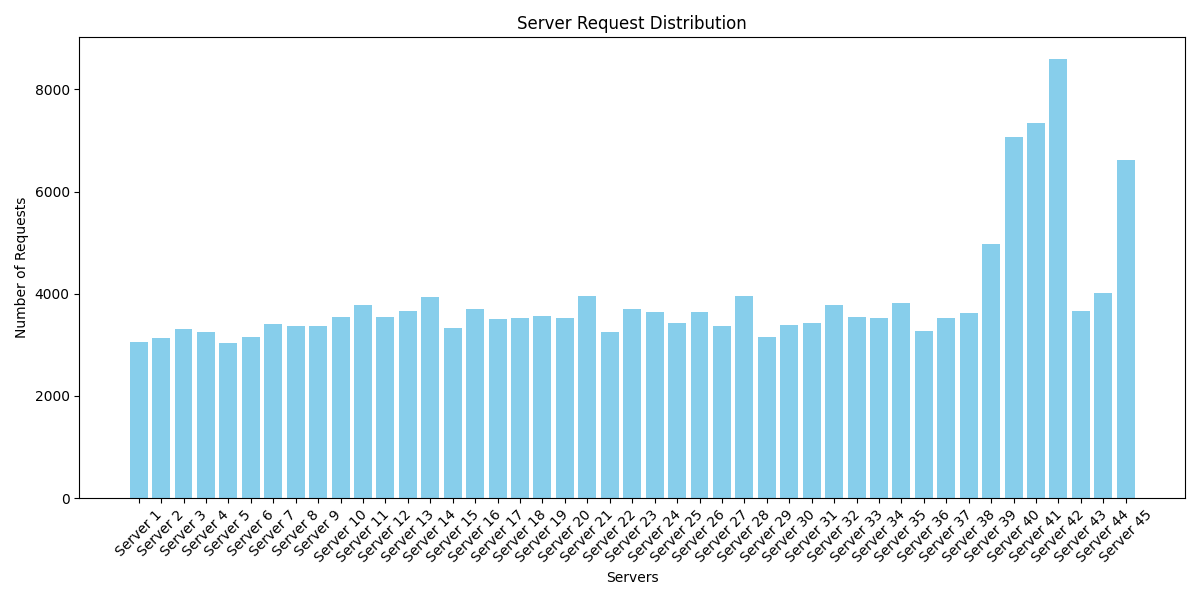 Server Request Distribution
Number of Requests
8000
6000
4000
2000
0
Server 1
Server 2
Server 3
Server 4
Server 5
Server 6
Server 7
Server 8
Server 9
Server 10
Server 11
Server 12
Server 13
Server 14
Server 15
Server 16
Server 17
Server 18
Server 19
Server 20
Server 21
Server 22
Server 23
Server 24
Server 25
Server 26
Server 27
Server 28
Server 29
Server 30
Server 31
Server 32
Server 33
Server 34
Server 35
Server 36
Server 37
Server 38
Server 39
Server 40
Server 41
Server 42
Server 43
Server 44
Server 45
Servers